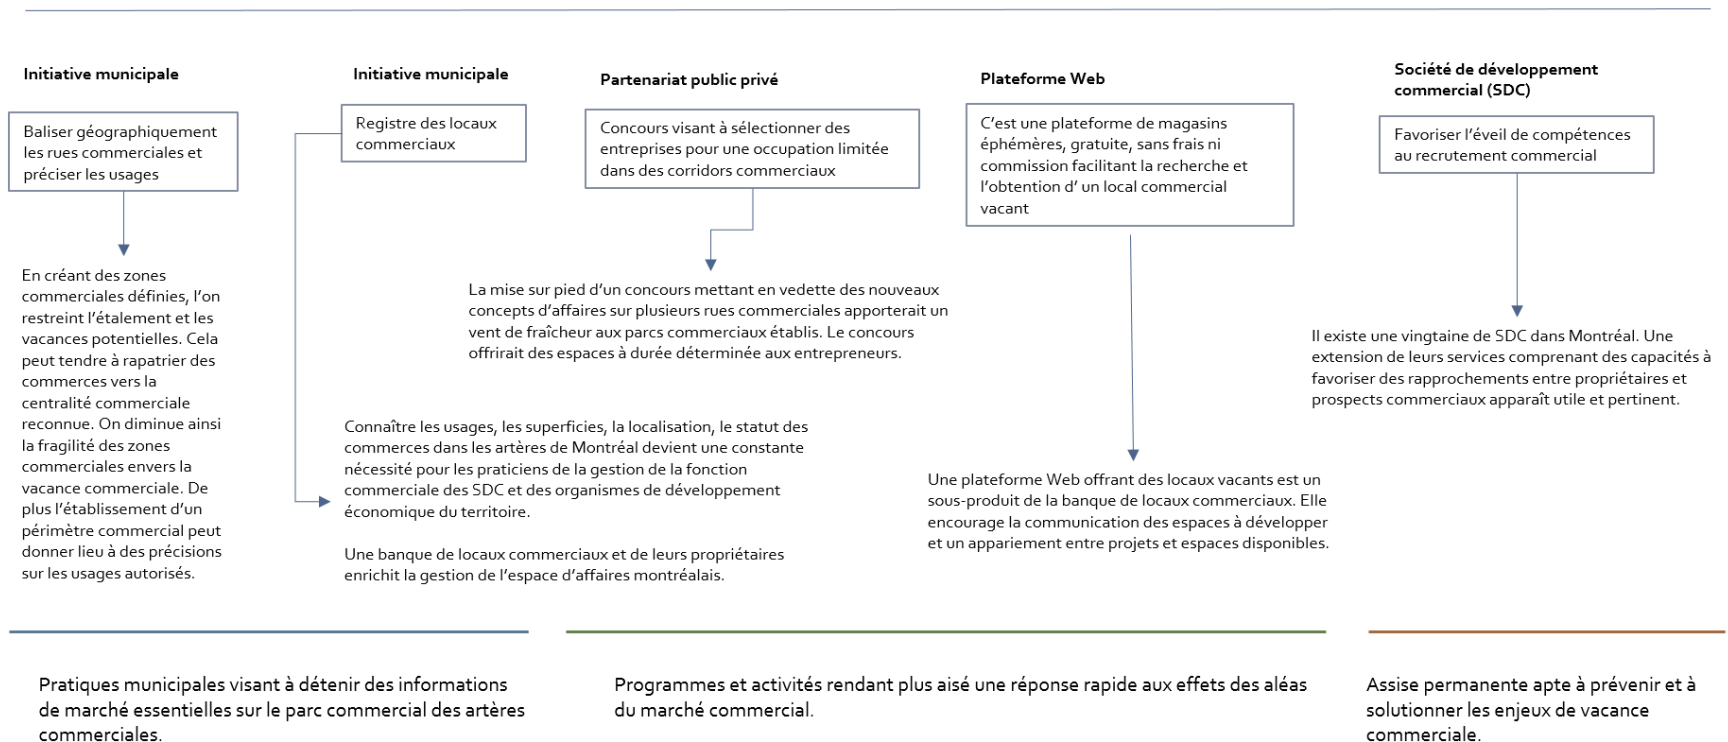 Initiative municipale
Baliser géographiquement
les rues commerciales et
préciser les usages
En créant des zones
commerciales définies, l’on
restreint l’étalement et les
vacances potentielles. Cela
peut tendre à rapatrier des
commerces vers la
centralité commerciale
reconnue. On diminue ainsi
la fragilité des zones
commerciales envers la
vacance commerciale. De
plus l’établissement d’un
périmètre commercial peut
donner lieu à des précisions
sur les usages autorisés.
Initiative municipale
Registre des locaux
commerciaux
Connaître les usages, les superficies, la localisation, le statut des
commerces dans les artères de Montréal devient une constante
nécessité pour les praticiens de la gestion de la fonction
commerciale des SDC et des organismes de développement
économique du territoire.
Une banque de locaux commerciaux et de leurs propriétaires
enrichit la gestion de l’espace d’affaires montréalais.
Partenariat public privé
Concours visant à sélectionner des
entreprises pour une occupation limitée
dans des corridors commerciaux
La mise sur pied d’un concours mettant en vedette des nouveaux
concepts d’affaires sur plusieurs rues commerciales apporterait un
vent de fraîcheur aux parcs commerciaux établis. Le concours
offrirait des espaces à durée déterminée aux entrepreneurs.
Plateforme Web
C’est une plateforme de magasins
éphémères, gratuite, sans frais ni
commission facilitant la recherche et
l’obtention d’ un local commercial
vacant
Une plateforme Web offrant des locaux vacants est un
sous-produit de la banque de locaux commerciaux. Elle
encourage la communication des espaces à développer
et un appariement entre projets et espaces disponibles.
Société de développement
commercial (SDC)
Favoriser l’éveil de compétences
au recrutement commercial
Il existe une vingtaine de SDC dans Montréal. Une
extension de leurs services comprenant des capacités à
favoriser des rapprochements entre propriétaires et
prospects commerciaux apparaît utile et pertinent.
Pratiques municipales visant à détenir des informations
de marché essentielles sur le parc commercial des artères
commerciales.
Programmes et activités rendant plus aisé une réponse rapide aux effets des aléas
du marché commercial.
Assise permanente apte à prévenir et à
solutionner les enjeux de vacance
commerciale.